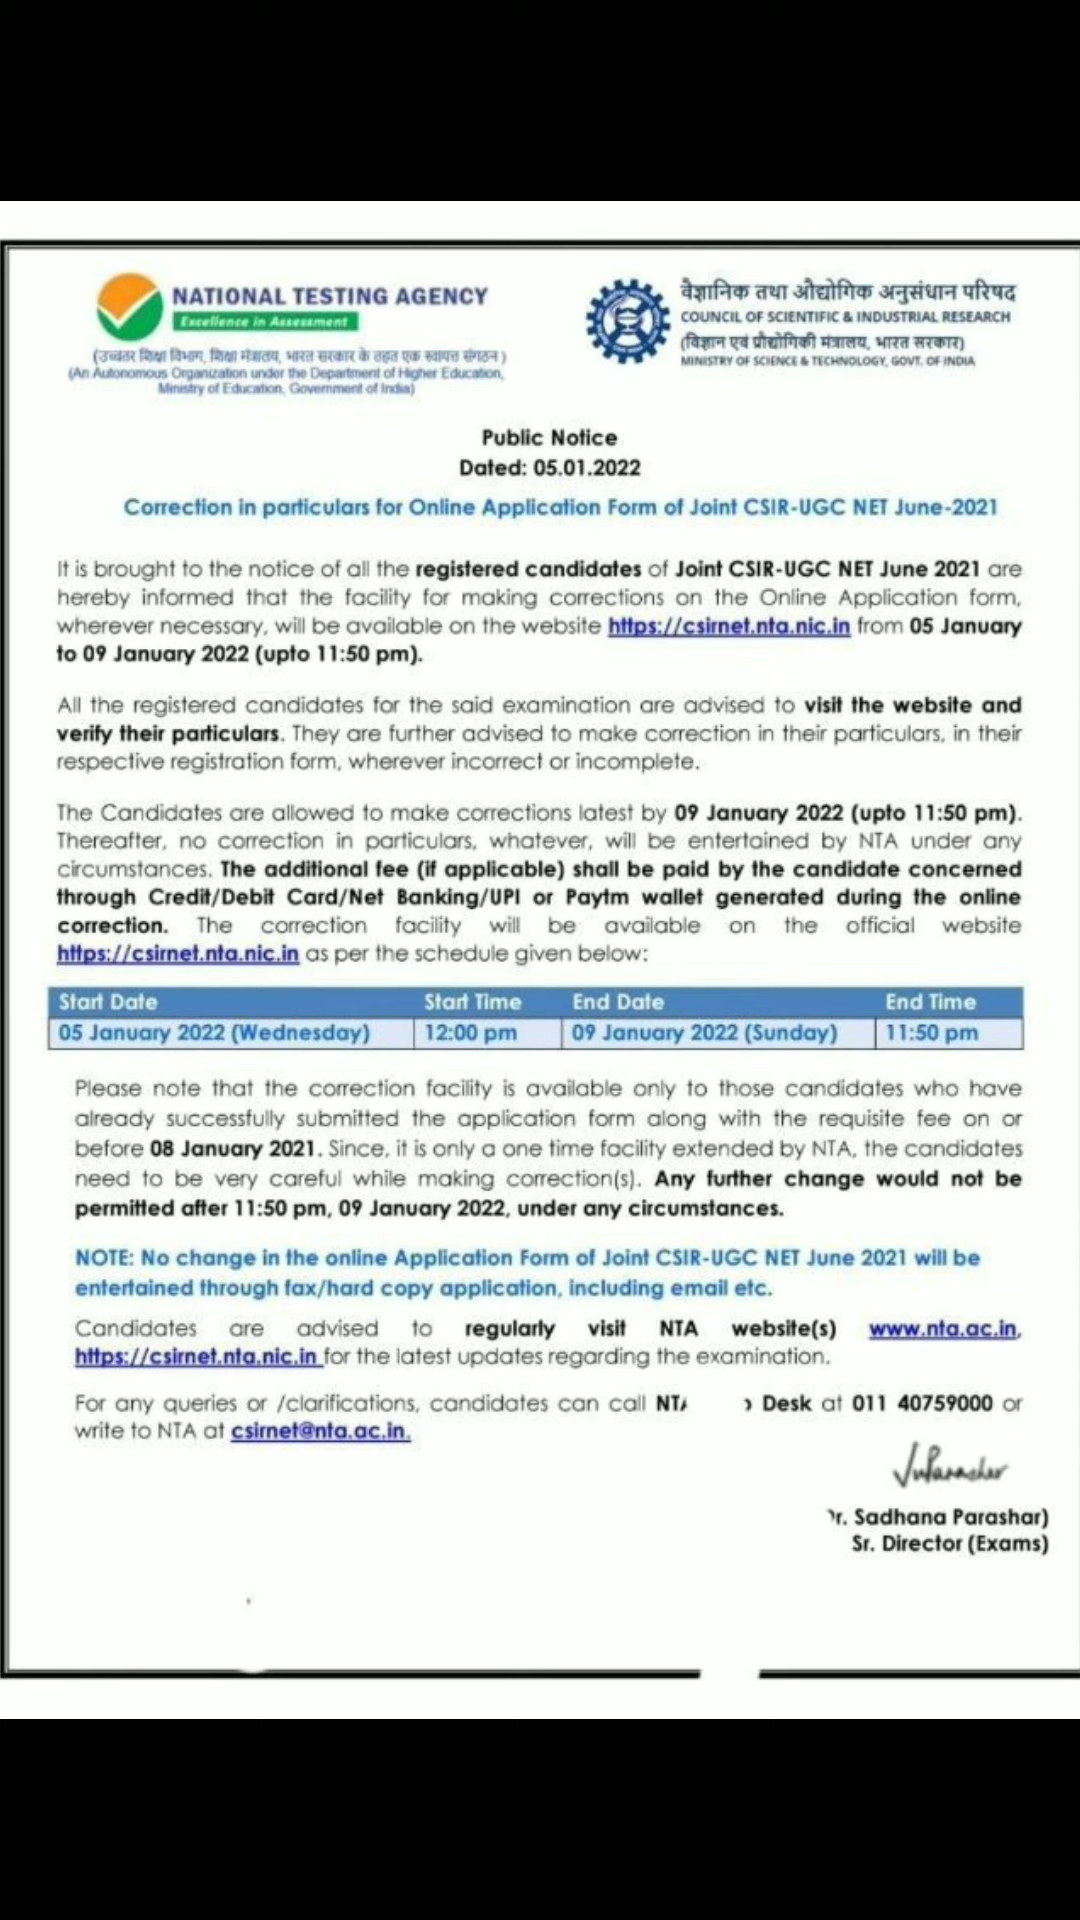 NATIONAL TESTING AGENCY
Excellence in Assessment
(उच्चतर शिक्षा विभाग, शिक्षा मंत्रालय, भारत सरकार के तहत एक स्वायत्त संगठन )
(An Autonomous Organization under the Department of Higher Education,
Ministry of Education, Government of India)
वैज्ञानिक तथा औद्योगिक अनुसंधान परिषद
COUNCIL OF SCIENTIFIC & INDUSTRIAL RESEARCH
(विज्ञान एवं प्रौद्योगिकी मंत्रालय, भारत सरकार)
MINISTRY OF SCIENCE & TECHNOLOGY, GOVT. OF INDIA
Public Notice
Dated: 05.01.2022
Correction in particulars for Online Application Form of Joint CSIR-UGC NET June-2021
It is brought to the notice of all the registered candidates of Joint CSIR-UGC NET June 2021 are
hereby informed that the facility for making corrections on the Online Application form,
wherever necessary, will be available on the website https://csirnet.nta.nic.in from 05 January
to 09 January 2022 (upto 11:50 pm).
All the registered candidates for the said examination are advised to visit the website and
verify their particulars. They are further advised to make correction in their particulars, in their
respective registration form, wherever incorrect or incomplete.
The Candidates are allowed to make corrections latest by 09 January 2022 (upto 11:50 pm).
Thereafter, no correction in particulars, whatever, will be entertained by NTA under any
circumstances. The additional fee (if applicable) shall be paid by the candidate concerned
through Credit/Debit Card/Net Banking/UPI or Paytm wallet generated during the online
correction. The correction facility will be available on the official website
https://csirnet.nta.nic.in as per the schedule given below:
Start Date Start Time End Date End Time
05 January 2022 (Wednesday) 12:00 pm 09 January 2022 (Sunday) 11:50 pm
Please note that the correction facility is available only to those candidates who have
already successfully submitted the application form along with the requisite fee on or
before 08 January 2021. Since, it is only a one time facility extended by NTA, the candidates
need to be very careful while making correction(s). Any further change would not be
permitted after 11:50 pm, 09 January 2022, under any circumstances.
NOTE: No change in the online Application Form of Joint CSIR-UGC NET June 2021 will be
entertained through fax/hard copy application, including email etc.
Candidates are advised to regularly visit NTA website(s) www.nta.ac.in,
https://csirnet.nta.nic.in for the latest updates regarding the examination.
For any queries or /clarifications, candidates can call Desk at 011 40759000 or
write to NTA at csirnet@nta.ac.in.
Sadhana Parashar)
Sr. Director (Exams)